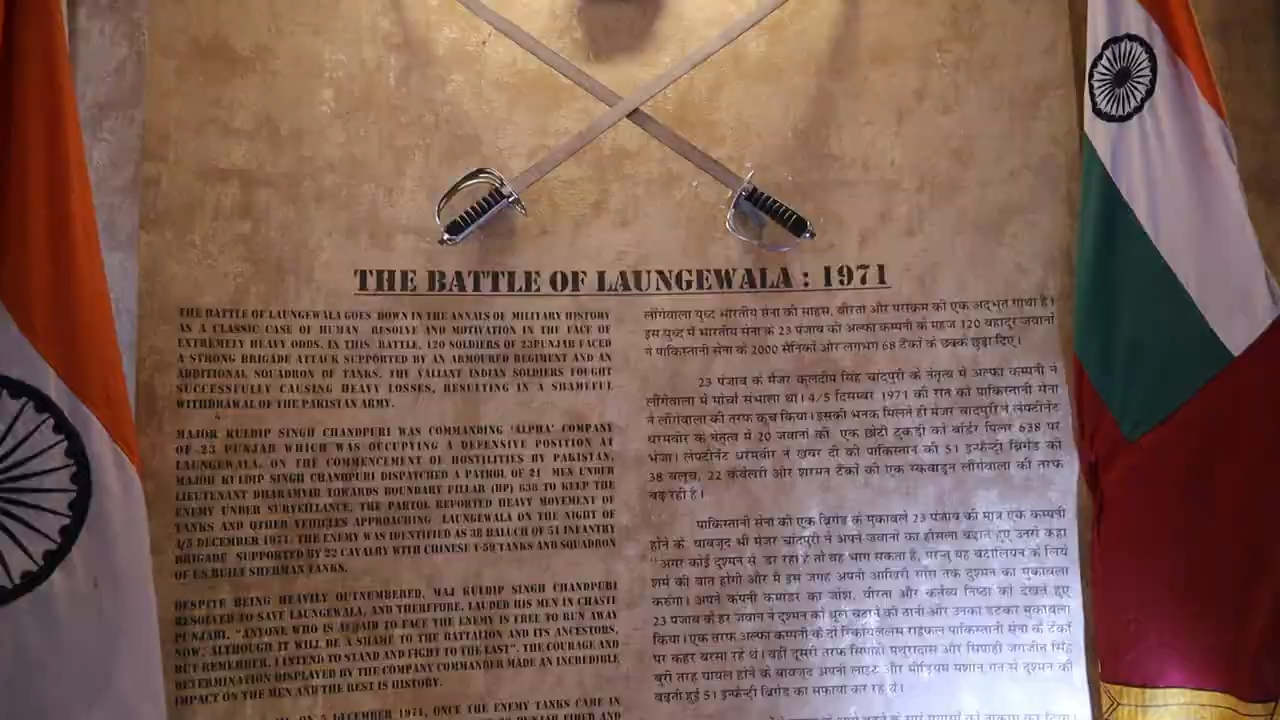 THE BATTLE OF LAUNGEWALA : 1971
THE BATTLE OF LAUNGEWALA GOES DOWN IN THE ANNALS OF MILITARY HISTORY
AS A CLASSIC CASE OF HUMAN RESOLVE AND MOTIVATION IN THE FACE OF
EXTREMELY HEAVY ODDS. IN THIS BATTLE, 120 SOLDIERS OF 23PUNJAB FACED
A STRONG BRIGADE ATTACK SUPPORTED BY AN ARMOURED REGIMENT AND AN
ADDITIONAL SQUADRON OF TANKS. THE VALIANT INDIAN SOLDIERS FOUGHT
SUCCESSFULLY CAUSING HEAVY LOSSES, RESULTING IN A SHAMEFUL
WITHDRAWAL OF THE PAKISTAN ARMY.
MAJOR KULDIP SINGH CHANDPURI WAS COMMANDING 'ALPHA' COMPANY
OF 23 PUNJAB WHICH WAS OCCUPYING A DEFENSIVE POSITION AT
LAUNGEWALA. ON THE COMMENCEMENT OF HOSTILITIES BY PAKISTAN,
MAJOR KULDIP SINGH CHANDPURI DISPATCHED A PATROL OF 21 MEN UNDER
LIEUTENANT DHARAMVIR TOWARDS BOUNDARY PILLAR (BP) 638 TO KEEP THE
ENEMY UNDER SURVEILLANCE. THE PARTOL REPORTED HEAVY MOVEMENT OF
TANKS AND OTHER VEHICLES APPROACHING LAUNGEWALA ON THE NIGHT OF
4/5 DECEMBER 1971. THE ENEMY WAS IDENTIFIED AS 38 BALUCH OF 51 INFANTRY
BRIGADE SUPPORTED BY 22 CAVALRY WITH CHINESE T-59 TANKS AND SQUADRON
OF U.S. BUILT SHERMAN TANKS.
DESPITE BEING HEAVILY OUTNUMBERED, MAJ KULDIP SINGH CHANDPURI
RESOLVED TO SAVE LAUNGEWALA, AND THEREFORE, LAUDED HIS MEN IN CHASTI
PUNJABI, "ANYONE WHO IS AFRAID TO FACE THE ENEMY IS FREE TO RUN AWAY
NOW, ALTHOUGH IT WILL BE A SHAME TO THE BATTALION AND ITS ANCESTORS,
BUT REMEMBER, I INTEND TO STAND AND FIGHT TO THE LAST". THE COURAGE AND
DETERMINATION DISPLAYED BY THE COMPANY COMMANDER MADE AN INCREDIBLE
IMPACT ON THE MEN AND THE REST IS HISTORY.
ON 5 DECEMBER 1971, ONCE THE ENEMY TANKS CAME IN
लौंगेवाला युध्द भारतीय सेना की साहस, वीरता और पराक्रम की एक अद्भुत गाथा है।
इस युध्द में भारतीय सेना के 23 पंजाब की अल्फा कम्पनी के महज 120 बहादूर जवानों
ने पाकिस्तानी सेना के 2000 सैनिकों और लगभग 68 टैंकों के छक्के छुड़ा दिए।
23 पंजाब के मेजर कुलदीप सिंह चांदपुरी के नेतृत्व में अल्फा कम्पनी ने
लौंगेवाला में मोर्चा संभाला था। 4/5 दिसम्बर 1971 की रात को पाकिस्तानी सेना
ने लौंगेवाला की तरफ कूच किया। इसकी भनक मिलते ही मेजर चांदपुरी ने लेफ्टीनेंट
धरमवीर के नेतृत्व में 20 जवानों की एक छोटी टुकड़ी को बॉर्डर पिलर 638 पर
भेजा। लेफ्टीनेंट धरमवीर ने खबर दी की पाकिस्तान की 51 इन्फेन्ट्री ब्रिगेड की
38 बलूच, 22 केवेलरी और शरमन टैंकों की एक स्कवाड्रन लौंगेवाला की तरफ
बढ़ रही है।
पाकिस्तानी सेना की एक ब्रिगेड के मुकाबले 23 पंजाब की मात्र एक कम्पनी
होने के बावजूद भी मेजर चांदपुरी ने अपने जवानों का हौसला बढ़ाते हुए उनसे कहा
"अगर कोई दुश्मन से डर रहा है तो वह भाग सकता है, परन्तु यह बटालियन के लिये
शर्म की बात होगी और मैं इस जगह अपनी आखिरी सांस तक दुश्मन का मुकाबला
करूंगा। अपने कंपनी कमांडर का जोश, वीरता और कर्तव्य निष्ठा को देखते हुए
23 पंजाब के हर जवान ने दुश्मन को धूल चटाने की ठानी और उनका डटकर मुकाबला
किया। एक तरफ अल्फा कम्पनी के दो रिकायललेस राइफल पाकिस्तानी सेना के टैंकों
पर कहर बरसा रहे थे। वहीं दूसरी तरफ सिपाही मथुरादास और सिपाही जगजीत सिंह
बुरी तरह घायल होने के बावजूद अपनी लाइट और मीडियम मशीन गन से दुश्मन की
बढ़ती हुई 51 इन्फेन्ट्री ब्रिगेड का सफाया कर रहे थे।